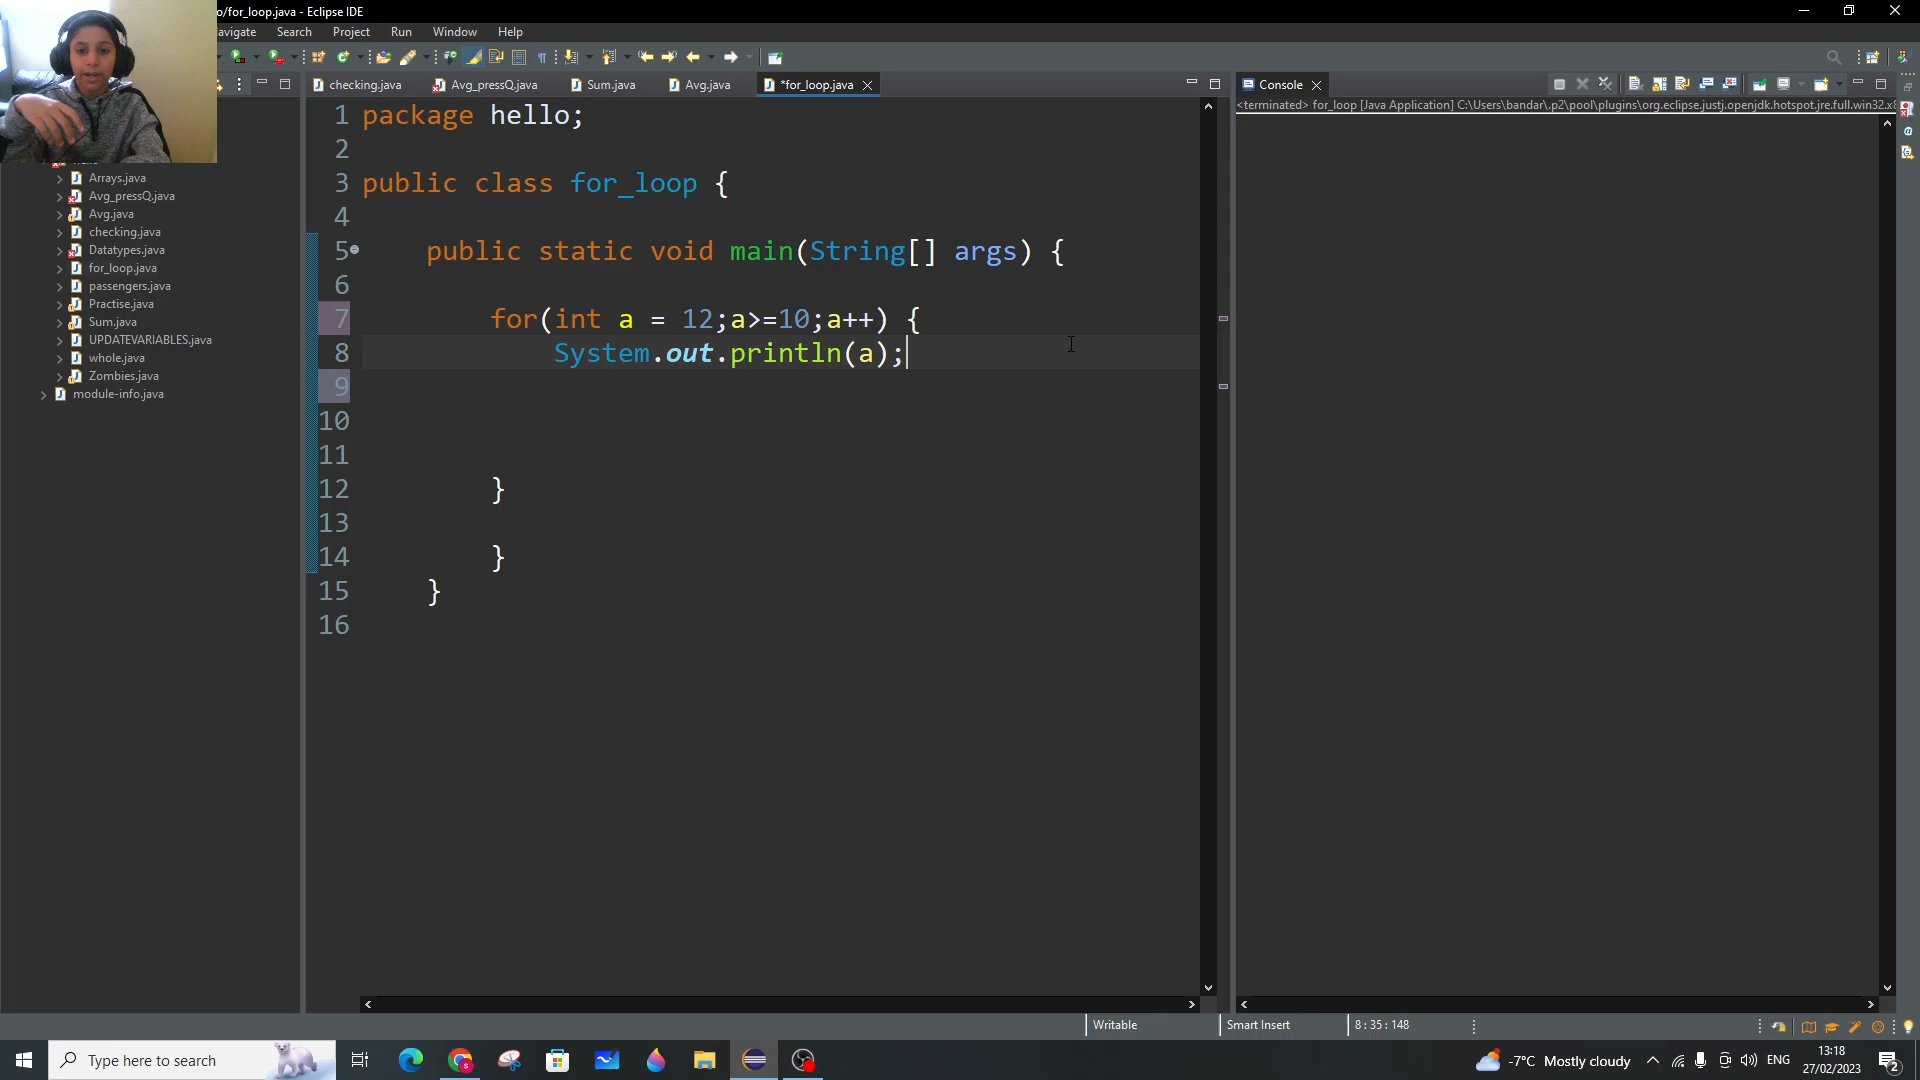 o/for_loop.java - Eclipse IDE
avigate Search Project Run Window Help
checking.java Avg_pressQ.java Sum.java Avg.java *for_loop.java
Console
<terminated> for_loop [Java Application] C:\Users\bandar\.p2\pool\plugins\org.eclipse.justj.openjdk.hotspot.jre.full.win32.x8
Arrays.java
Avg_pressQ.java
Avg.java
checking.java
Datatypes.java
for_loop.java
passengers.java
Practise.java
Sum.java
UPDATEVARIABLES.java
whole.java
Zombies.java
module-info.java
1 package hello;
2
3 public class for_loop {
4
5 public static void main(String[] args) {
6
7 for(int a = 12;a>=10;a++) {
8 System.out.println(a);
9
10
11
12 }
13
14 }
15 }
16
Writable Smart Insert 8 : 35 : 148
Type here to search
-7°C Mostly cloudy ENG 13:18
27/02/2023 2